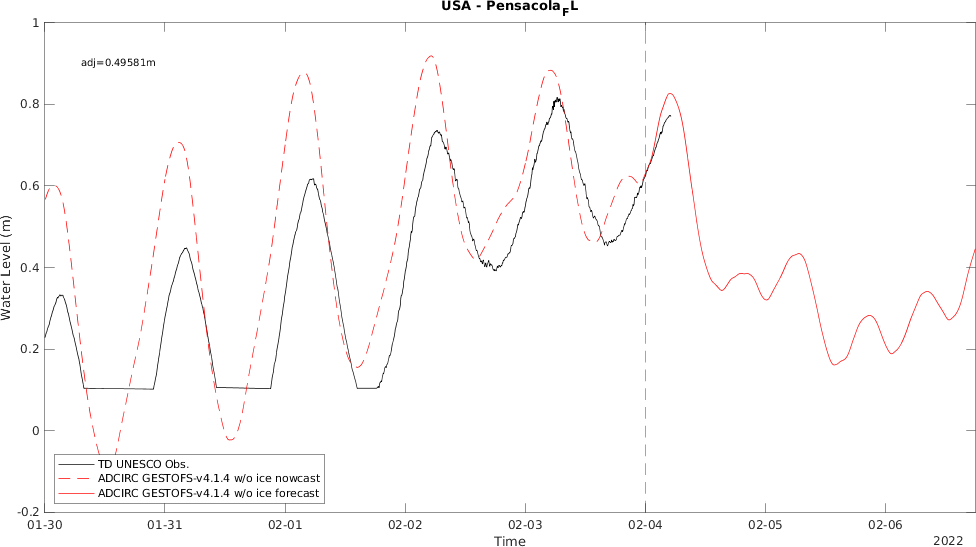 USA - Pensacola_FL
1
adj=0.49581m
0.8
0.6
0.4
0.2
0
-0.2
Water Level (m)
TD UNESCO Obs.
ADCIRC GESTOFS-v4.1.4 w/o ice nowcast
ADCIRC GESTOFS-v4.1.4 w/o ice forecast
01-30 01-31 02-01 02-02 02-03 02-04 02-05 02-06
Time
2022